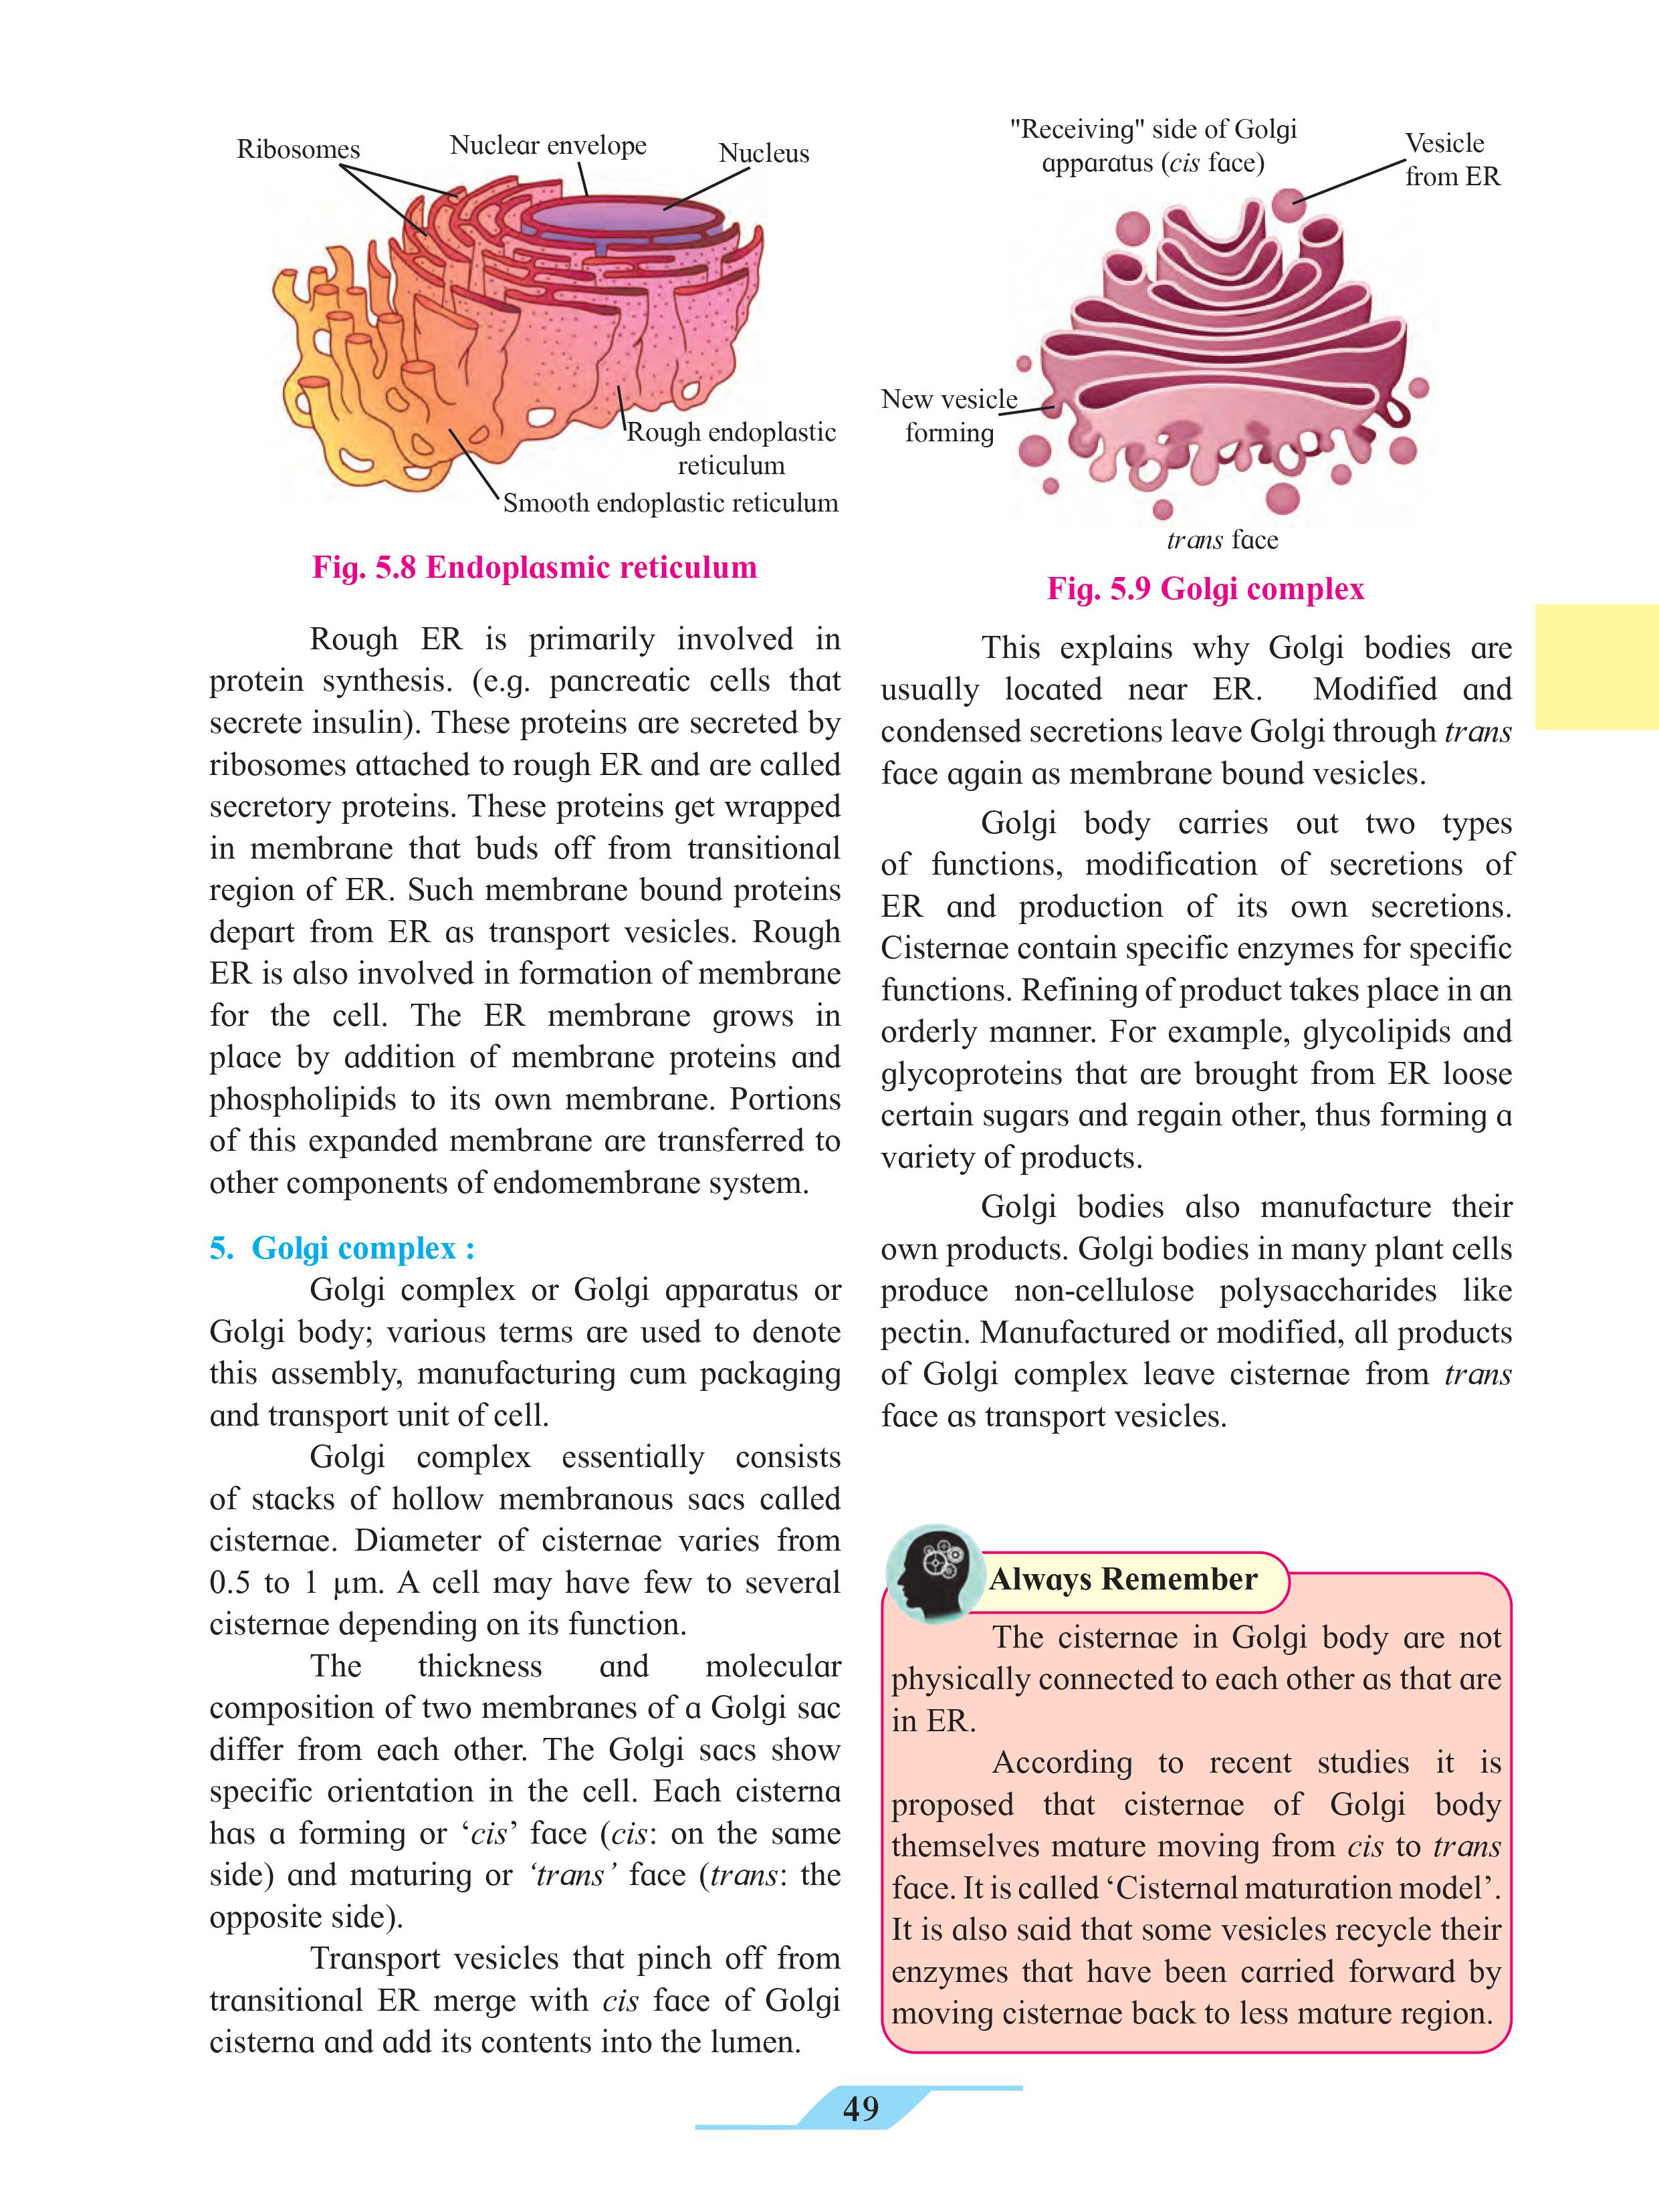 Ribosomes
Nuclear envelope
Nucleus
Rough endoplastic
reticulum
Smooth endoplastic reticulum
Fig. 5.8 Endoplasmic reticulum
Rough ER is primarily involved in
protein synthesis. (e.g. pancreatic cells that
secrete insulin). These proteins are secreted by
ribosomes attached to rough ER and are called
secretory proteins. These proteins get wrapped
in membrane that buds off from transitional
region of ER. Such membrane bound proteins
depart from ER as transport vesicles. Rough
ER is also involved in formation of membrane
for the cell. The ER membrane grows in
place by addition of membrane proteins and
phospholipids to its own membrane. Portions
of this expanded membrane are transferred to
other components of endomembrane system.
5. Golgi complex :
Golgi complex or Golgi apparatus or
Golgi body; various terms are used to denote
this assembly, manufacturing cum packaging
and transport unit of cell.
Golgi complex essentially consists
of stacks of hollow membranous sacs called
cisternae. Diameter of cisternae varies from
0.5 to 1 µm. A cell may have few to several
cisternae depending on its function.
The thickness and molecular
composition of two membranes of a Golgi sac
differ from each other. The Golgi sacs show
specific orientation in the cell. Each cisterna
has a forming or ‘cis’ face (cis: on the same
side) and maturing or ‘trans’ face (trans: the
opposite side).
Transport vesicles that pinch off from
transitional ER merge with cis face of Golgi
cisterna and add its contents into the lumen.
"Receiving" side of Golgi
apparatus (cis face)
Vesicle
from ER
New vesicle
forming
trans face
Fig. 5.9 Golgi complex
This explains why Golgi bodies are
usually located near ER. Modified and
condensed secretions leave Golgi through trans
face again as membrane bound vesicles.
Golgi body carries out two types
of functions, modification of secretions of
ER and production of its own secretions.
Cisternae contain specific enzymes for specific
functions. Refining of product takes place in an
orderly manner. For example, glycolipids and
glycoproteins that are brought from ER loose
certain sugars and regain other, thus forming a
variety of products.
Golgi bodies also manufacture their
own products. Golgi bodies in many plant cells
produce non-cellulose polysaccharides like
pectin. Manufactured or modified, all products
of Golgi complex leave cisternae from trans
face as transport vesicles.
Always Remember
The cisternae in Golgi body are not
physically connected to each other as that are
in ER.
According to recent studies it is
proposed that cisternae of Golgi body
themselves mature moving from cis to trans
face. It is called ‘Cisternal maturation model’.
It is also said that some vesicles recycle their
enzymes that have been carried forward by
moving cisternae back to less mature region.
49